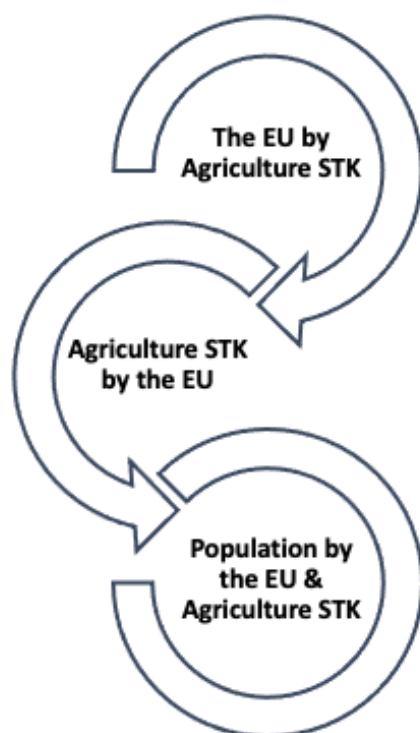 The EU by
Agriculture STK
Agriculture STK
by the EU
Population by
the EU &
Agriculture STK